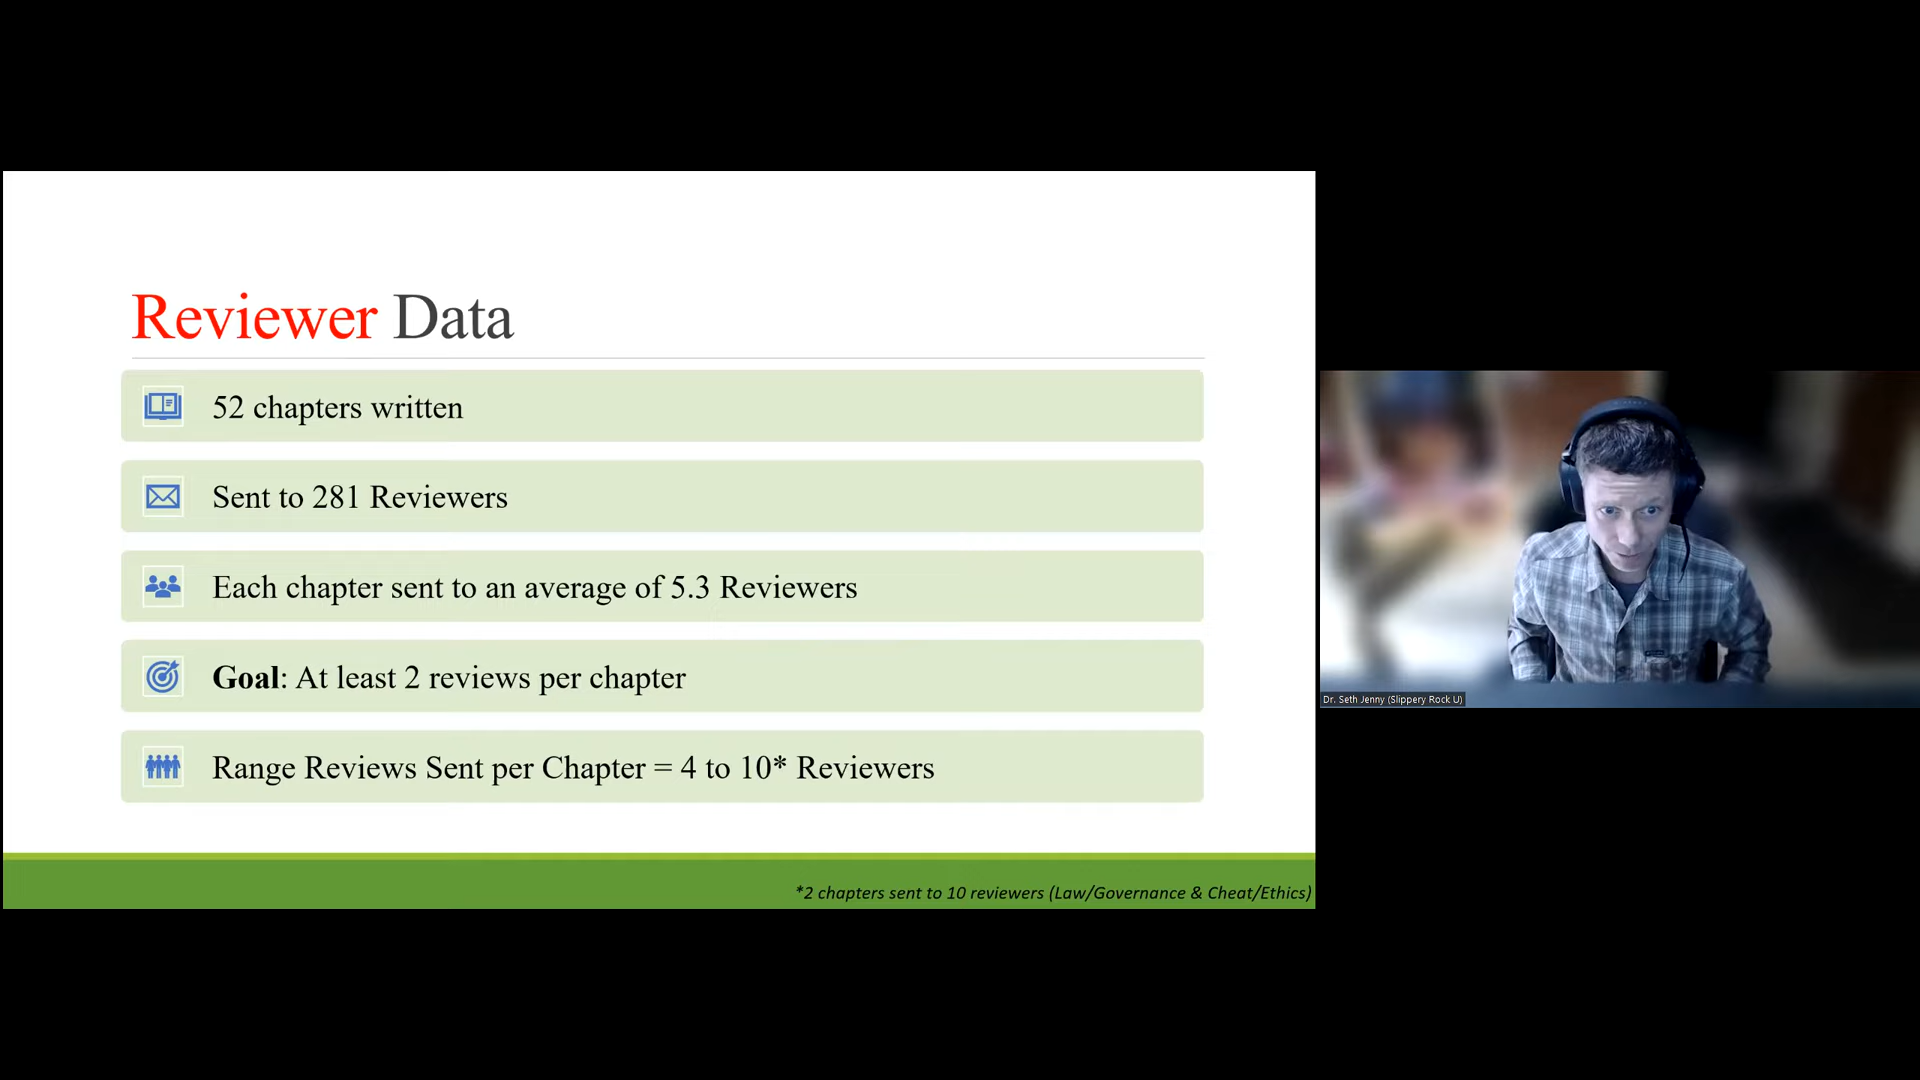 Reviewer Data
52 chapters written
Sent to 281 Reviewers
Each chapter sent to an average of 5.3 Reviewers
Goal: At least 2 reviews per chapter
Range Reviews Sent per Chapter = 4 to 10* Reviewers
*2 chapters sent to 10 reviewers (Law/Governance & Cheat/Ethics)
Dr. Seth Jenny (Slippery Rock U)